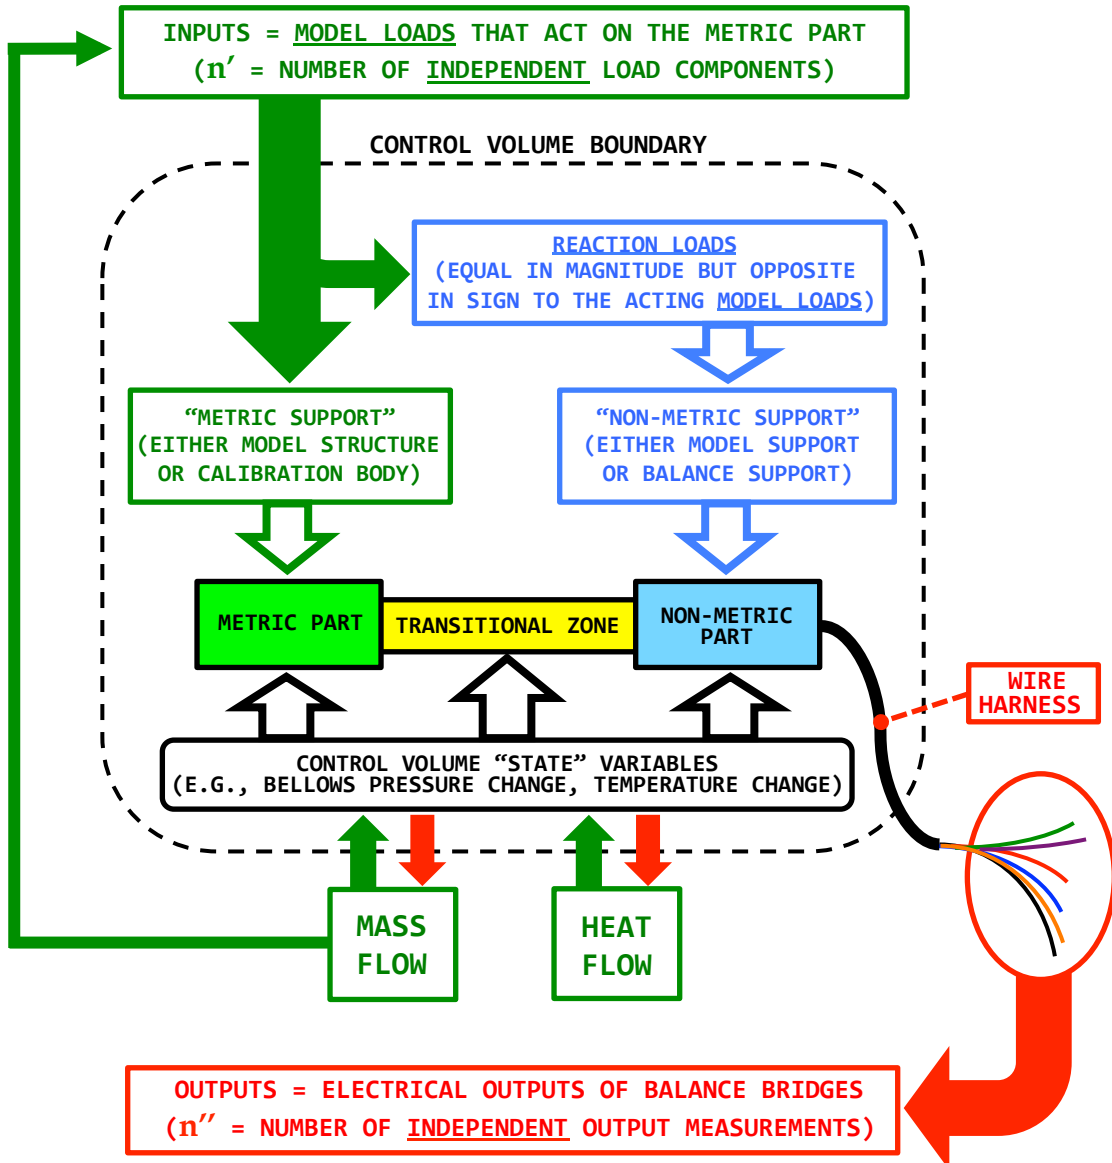 INPUTS = MODEL LOADS THAT ACT ON THE METRIC PART
(n′ = NUMBER OF INDEPENDENT LOAD COMPONENTS)
CONTROL VOLUME BOUNDARY
REACTION LOADS
(EQUAL IN MAGNITUDE BUT OPPOSITE
IN SIGN TO THE ACTING MODEL LOADS)
“METRIC SUPPORT”
(EITHER MODEL STRUCTURE
OR CALIBRATION BODY)
“NON-METRIC SUPPORT”
(EITHER MODEL SUPPORT
OR BALANCE SUPPORT)
METRIC PART
TRANSITIONAL ZONE
NON-METRIC
PART
WIRE
HARNESS
CONTROL VOLUME “STATE” VARIABLES
(E.G., BELLOWS PRESSURE CHANGE, TEMPERATURE CHANGE)
MASS
FLOW
HEAT
FLOW
OUTPUTS = ELECTRICAL OUTPUTS OF BALANCE BRIDGES
(n″ = NUMBER OF INDEPENDENT OUTPUT MEASUREMENTS)